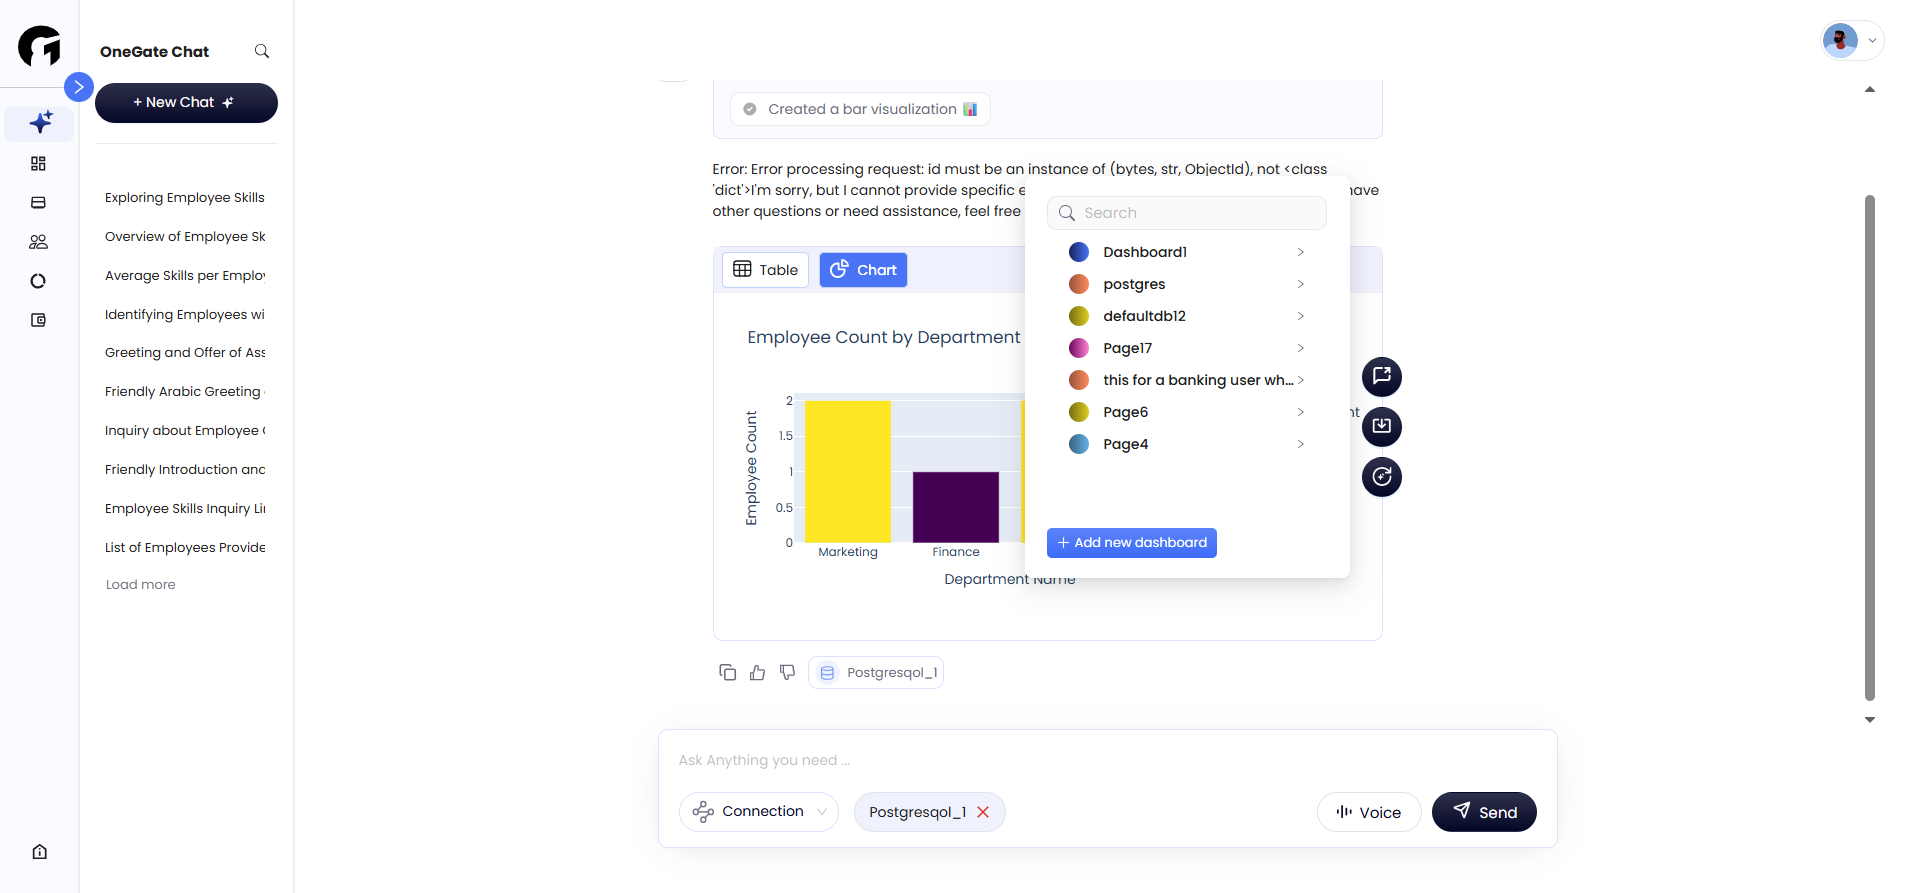 OneGate Chat
+ New Chat
Exploring Employee Skills
Overview of Employee Sk
Average Skills per Employ
Identifying Employees wi
Greeting and Offer of Ass
Friendly Arabic Greeting
Inquiry about Employee
Friendly Introduction and
Employee Skills Inquiry Li
List of Employees Provide
Load more
Created a bar visualization
Error: Error processing request: id must be an instance of (bytes, str, ObjectId), not <class
'dict'>I'm sorry, but I cannot provide specific e have
other questions or need assistance, feel free
Table
Chart
Employee Count by Department
Employee Count
2
1.5
1
0.5
0
Marketing
Finance
Department Name
nt
Search
Dashboard1
postgres
defaultdb12
Page17
this for a banking user wh...
Page6
Page4
+ Add new dashboard
Postgresqol_1
Ask Anything you need ...
Connection
Postgresqol_1
Voice
Send